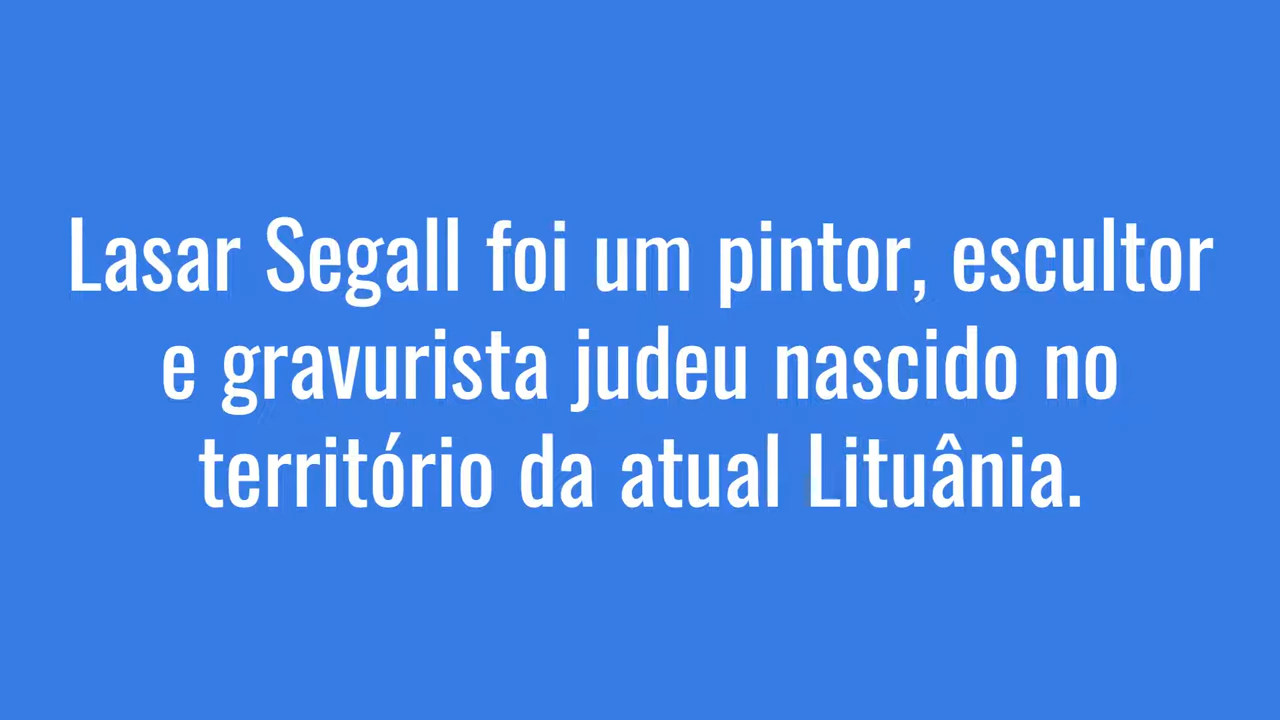 Lasar Segall foi um pintor, escultor
e gravurista judeu nascido no
território da atual Lituânia.